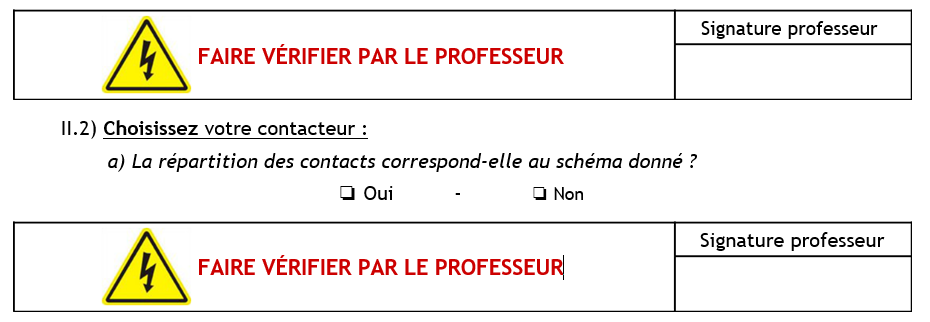 Signature professeur
FAIRE VÉRIFIER PAR LE PROFESSEUR
II.2) Choisissez votre contacteur :
a) La répartition des contacts correspond-elle au schéma donné ?
❏ Oui - ❏ Non
Signature professeur
FAIRE VÉRIFIER PAR LE PROFESSEUR